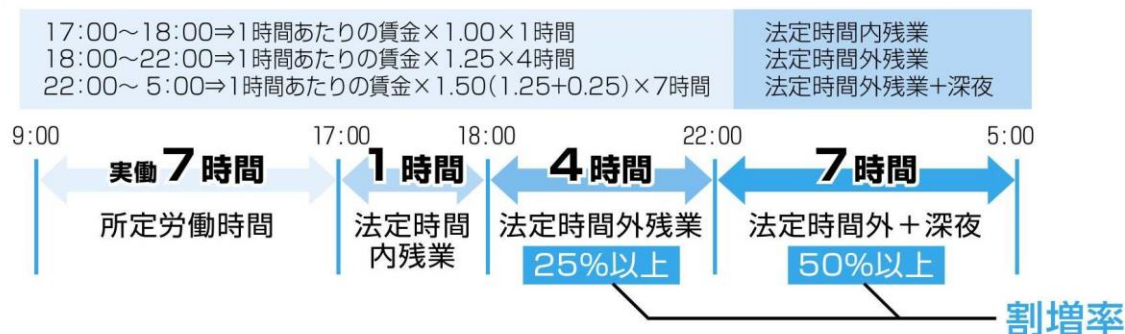 17:00～18:00⇒1時間あたりの賃金×1.00×1時間 法定時間内残業
18:00～22:00⇒1時間あたりの賃金×1.25×4時間 法定時間外残業
22:00～ 5:00⇒1時間あたりの賃金×1.50(1.25+0.25)×7時間 法定時間外残業+深夜
9:00 17:00 18:00 22:00 5:00
実働7時間 1時間 4時間 7時間
所定労働時間 法定時間 法定時間外残業 法定時間外+深夜
内残業 25%以上 50%以上
割増率